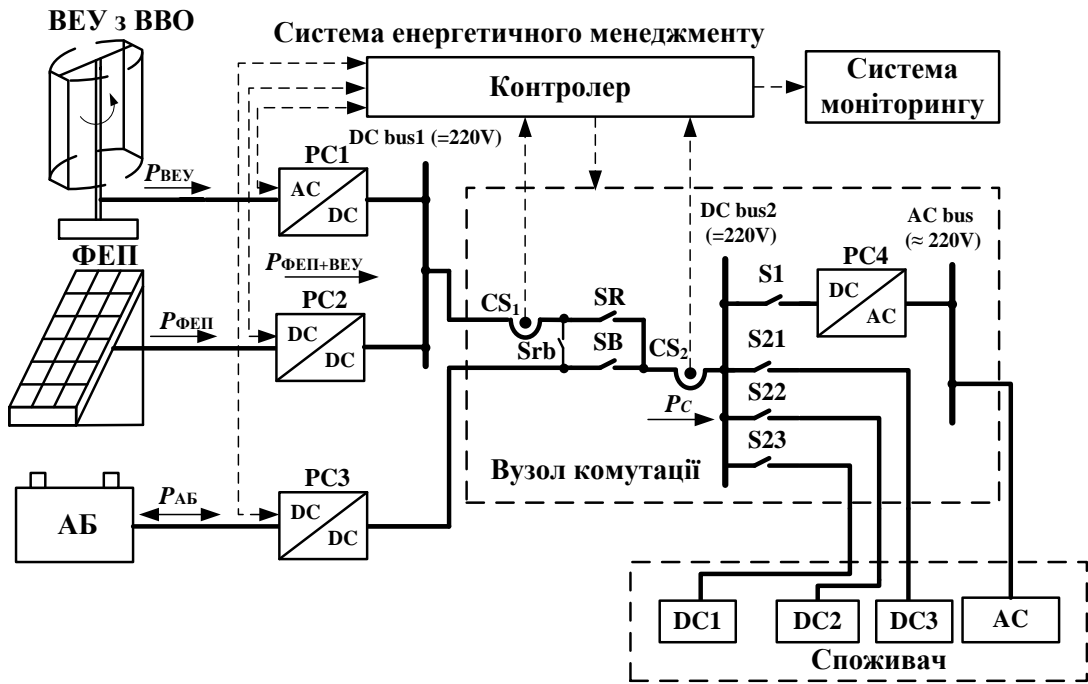 ВЕУ з ВВО
Система енергетичного менеджменту
Контролер
Система
моніторингу
DC bus1 (=220V)
PВЕУ
PC1
AC
DC
DC bus2
(=220V)
AC bus
(≈ 220V)
ФЕП
PФЕП+ВЕУ
PC2
DC
DC
PФЕП
CS1
SR
Srb
SB
CS2
S1
PC4
DC
AC
S21
S22
S23
PC
Вузол комутації
АБ
PАБ
PC3
DC
DC
DC1
DC2
DC3
AC
Споживач